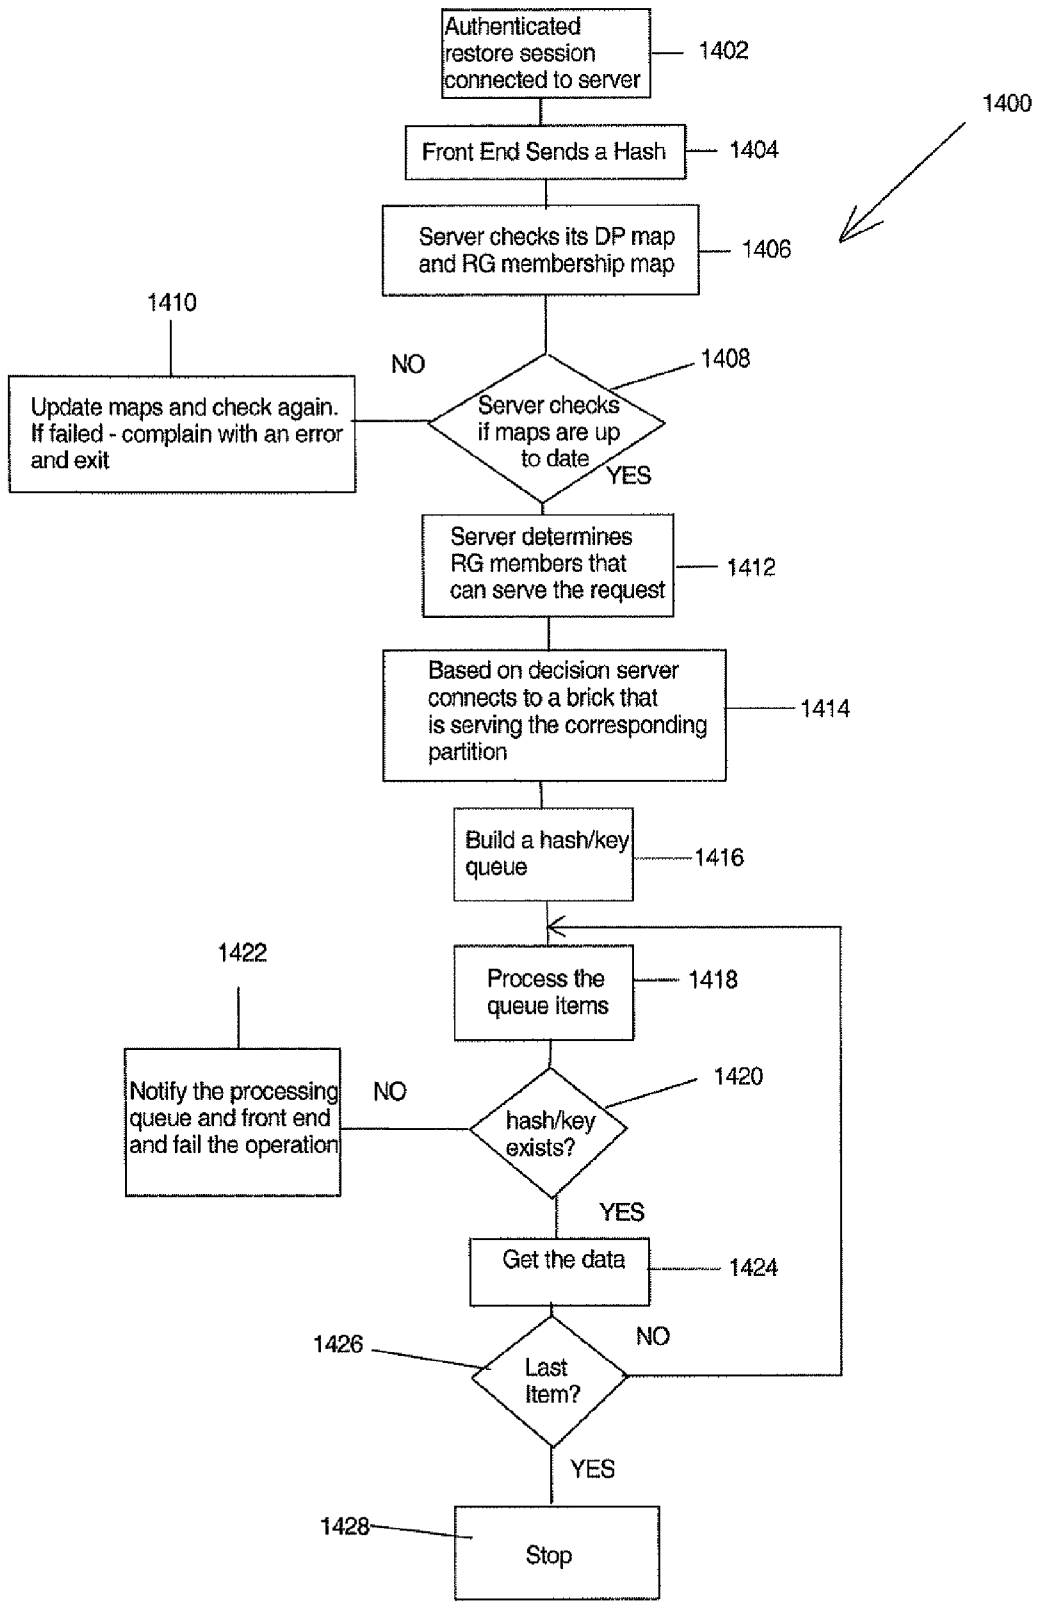 Authenticated
restore session
connected to server
1402
1400
Front End Sends a Hash
1404
Server checks its DP map
and RG membership map
1406
1410
NO
1408
Update maps and check again.
If failed - complain with an error
and exit
Server checks
if maps are up
to date
YES
Server determines
RG members that
can serve the request
1412
Based on decision server
connects to a brick that
is serving the corresponding
partition
1414
Build a hash/key
queue
1416
1422
Process the
queue items
1418
Notify the processing
queue and front end
and fail the operation
NO
hash/key
exists?
1420
YES
Get the data
1424
1426
NO
Last
Item?
YES
1428
Stop